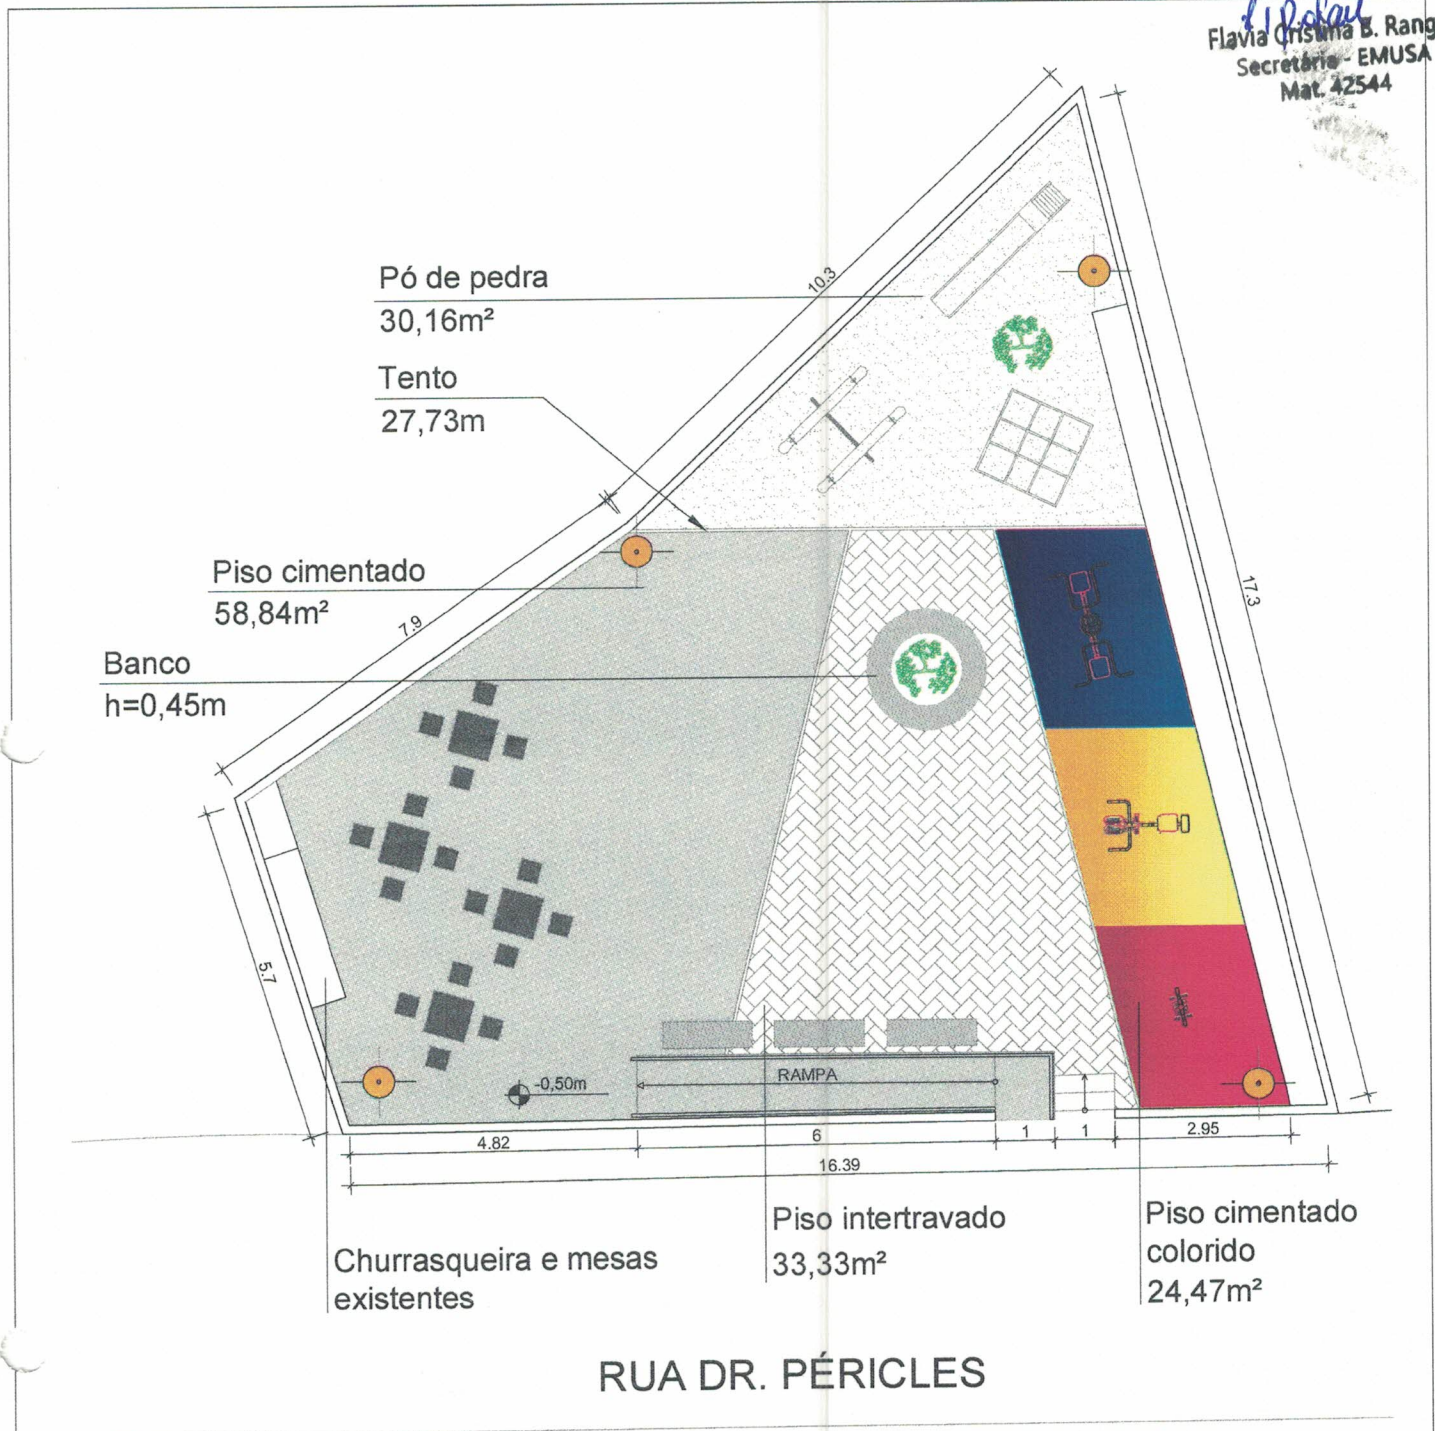 Flavia Cristina B. Rang
Secretária - EMUSA
Mat. 42544
Pó de pedra
30,16m²
10.3
Tento
27,73m
Piso cimentado
58,84m²
7.9
17.3
Banco
h=0,45m
5.7
-0,50m
RAMPA
4.82
6
1
1
2.95
16.39
Piso intertravado
33,33m²
Piso cimentado
colorido
24,47m²
Churrasqueira e mesas
existentes
RUA DR. PÉRICLES